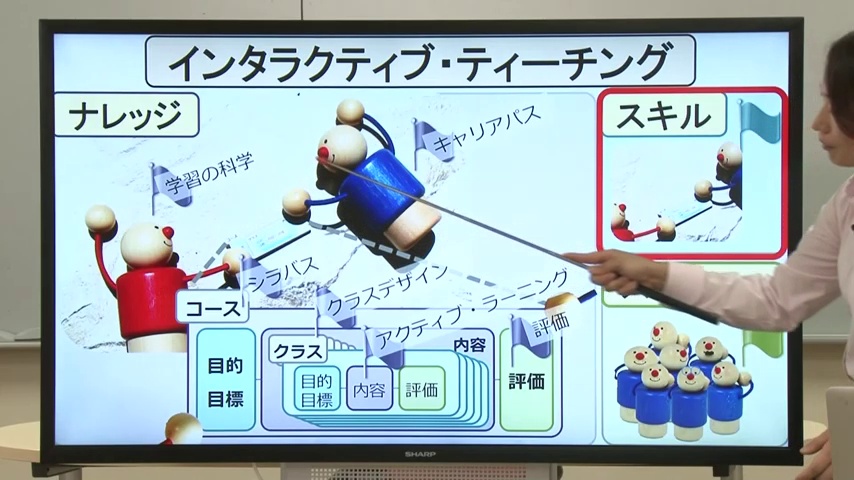 インタラクティブ・ティーチング
ナレッジ
スキル
キャリアパス
学習の科学
シラバス
クラスデザイン
アクティブ・ラーニング
評価
コース
目的
目標
クラス
内容
目的
目標
内容
評価
評価
SHARP